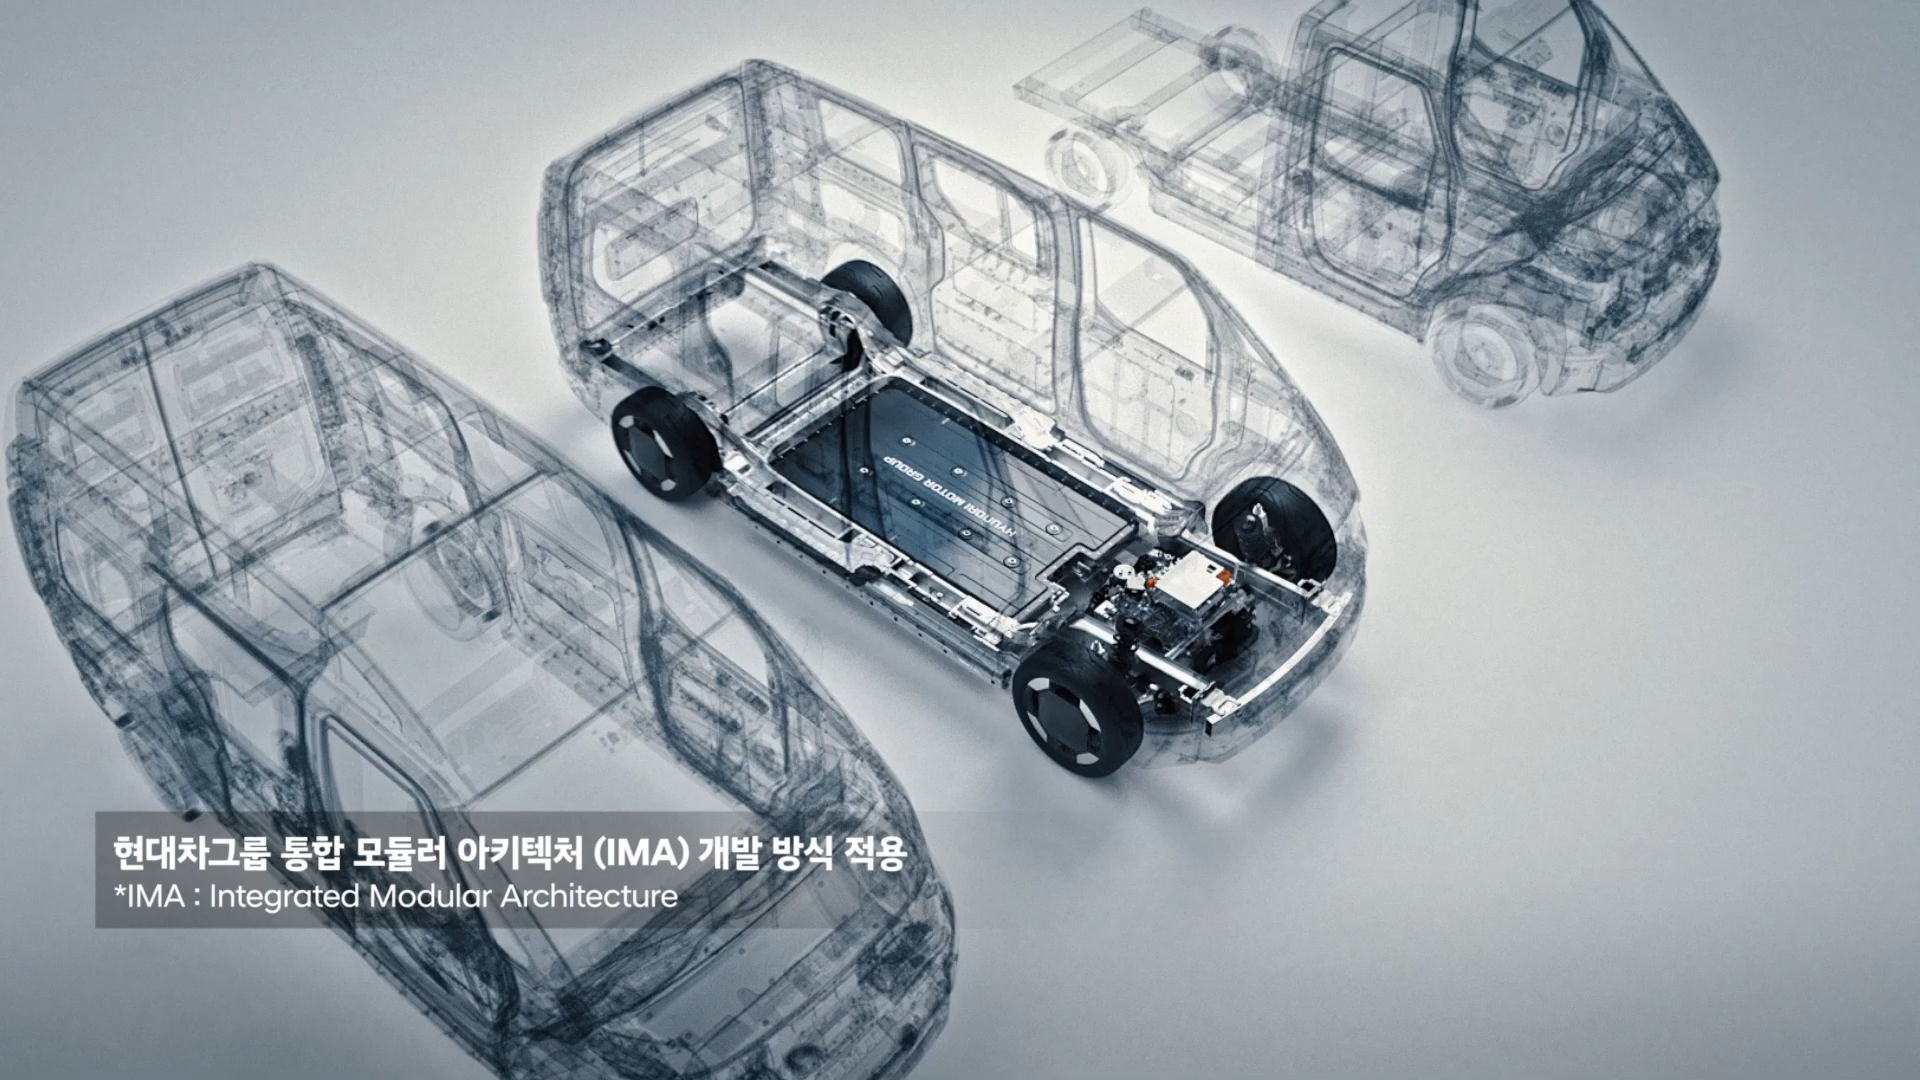 HYUNDAI MOTOR GROUP
현대차그룹 통합 모듈러 아키텍처 (IMA) 개발 방식 적용
*IMA : Integrated Modular Architecture